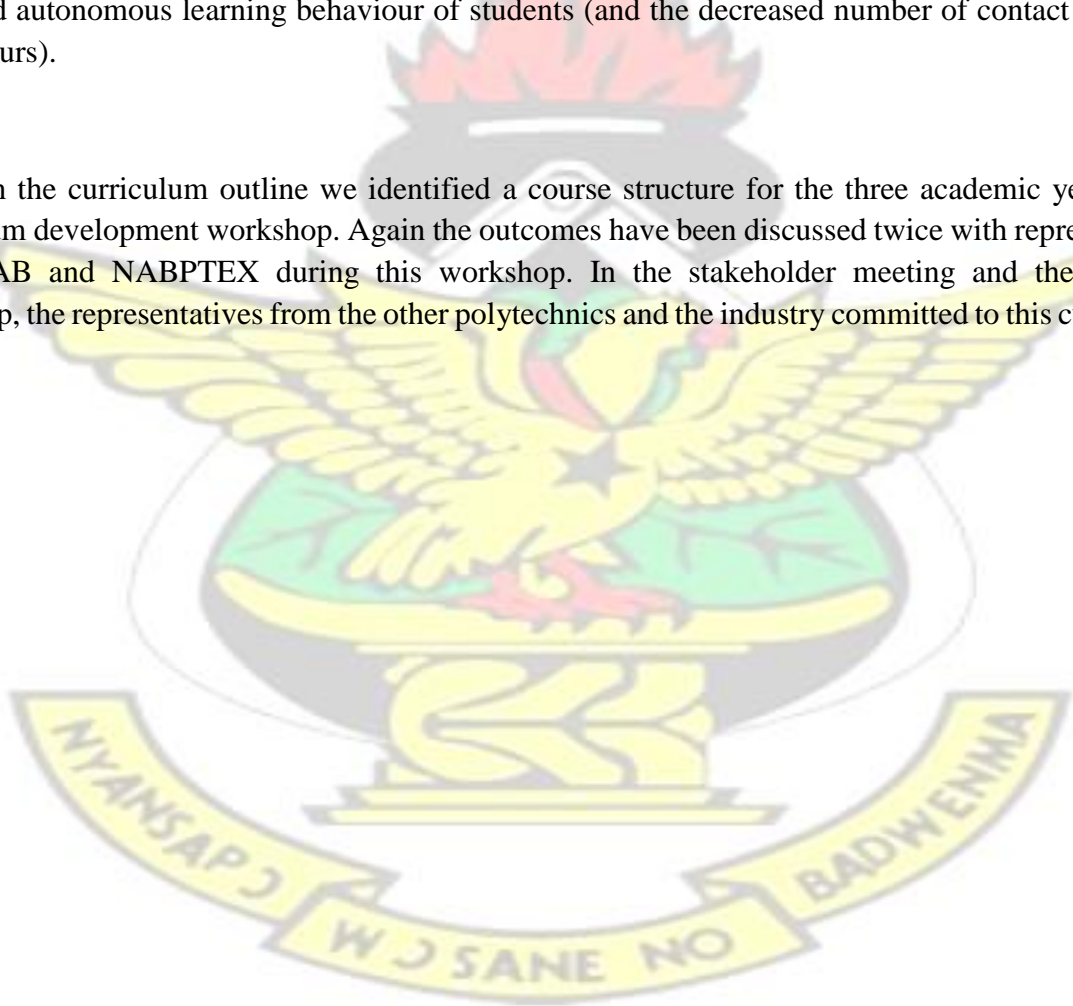 autonomous learning behaviour of students (and the decreased number of contact
urs).
the curriculum outline we identified a course structure for the three academic ye
m development workshop. Again the outcomes have been discussed twice with repre
AB and NABPTEX during this workshop. In the stakeholder meeting and the
p, the representatives from the other polytechnics and the industry committed to this c
NYANSAPƆ
WƆSANE NO
BADWENMA